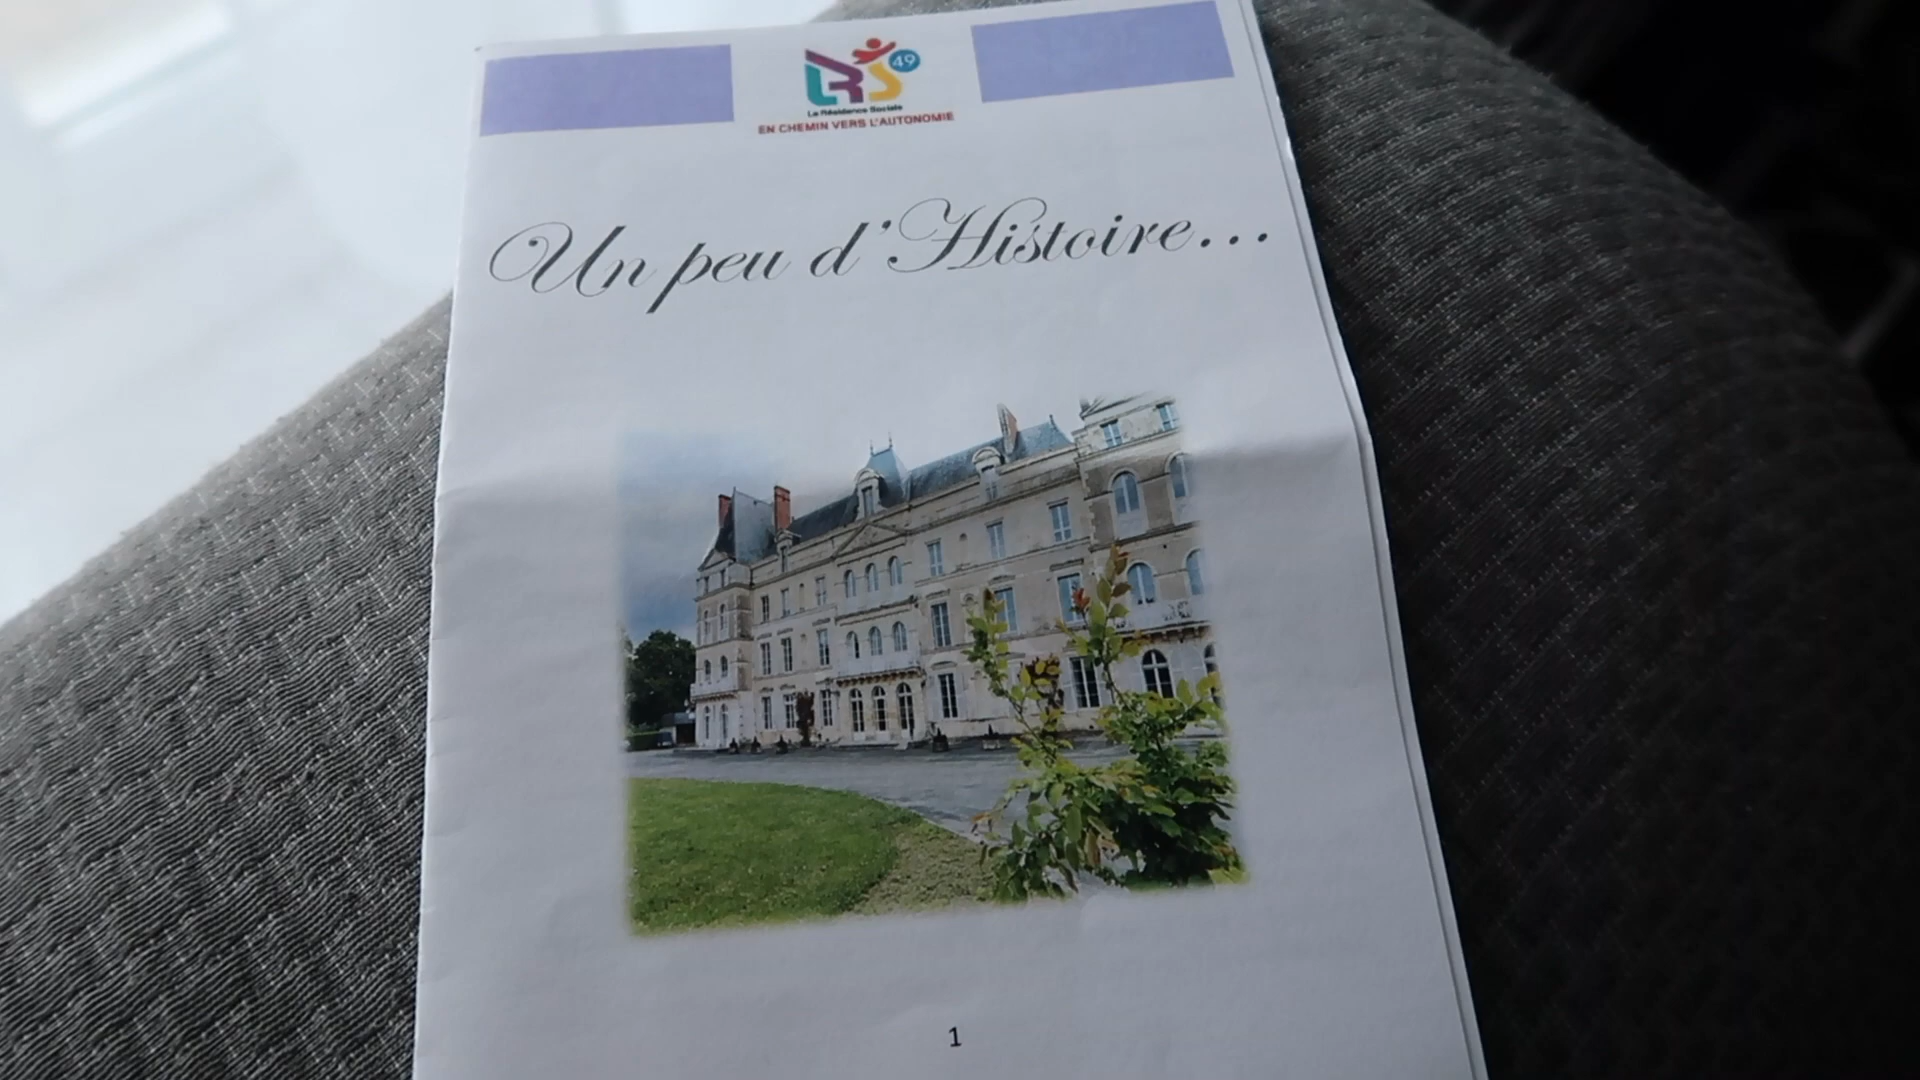 LRS 49
La Résidence Sociale
EN CHEMIN VERS L'AUTONOMIE
Un peu d'Histoire...
1